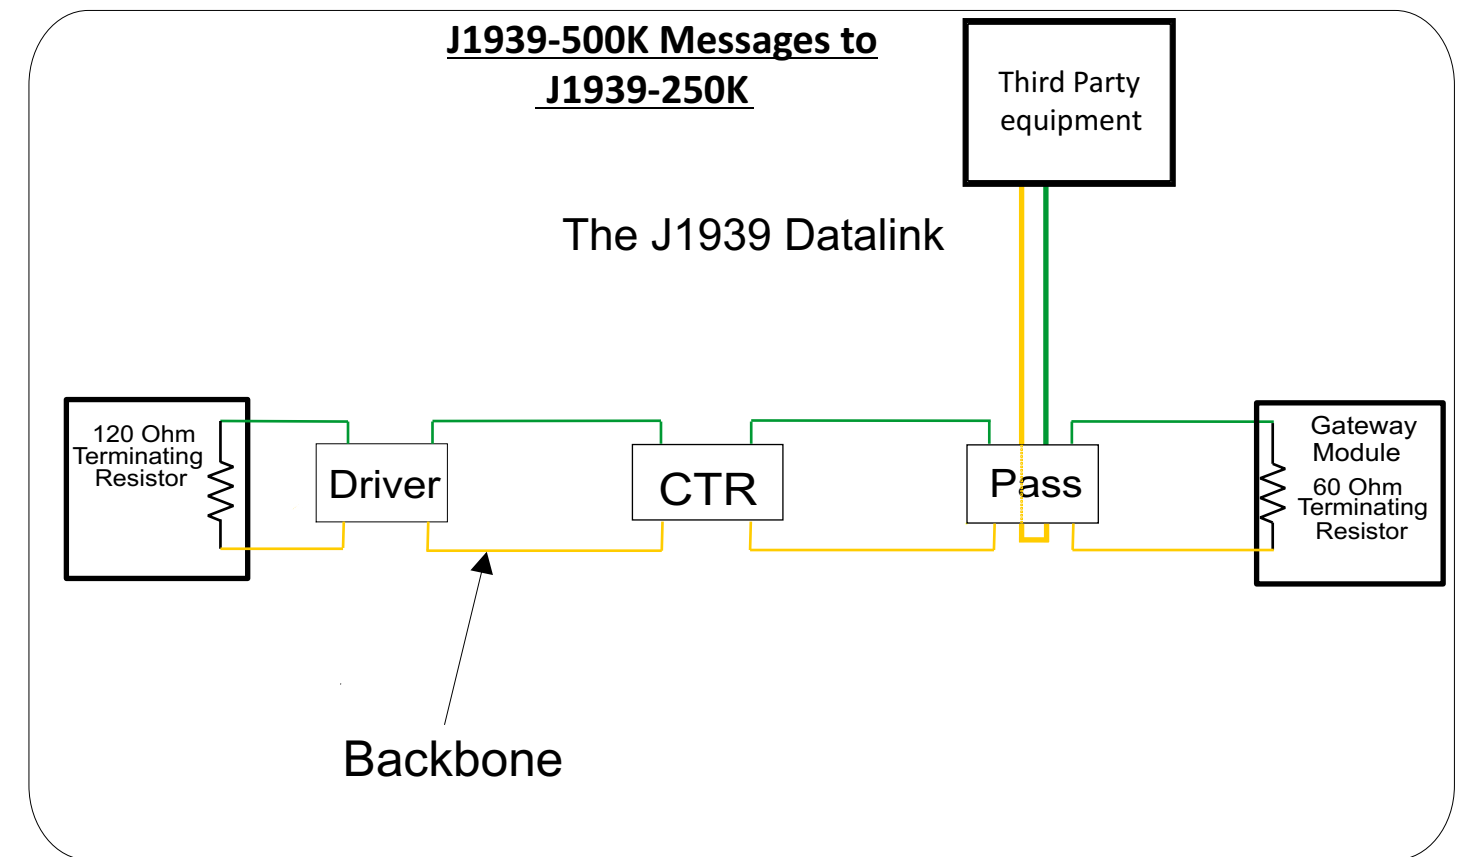 J1939-500K Messages to
J1939-250K
Third Party
equipment
The J1939 Datalink
120 Ohm
Terminating
Resistor
Driver
CTR
Pass
Gateway
Module
60 Ohm
Terminating
Resistor
Backbone